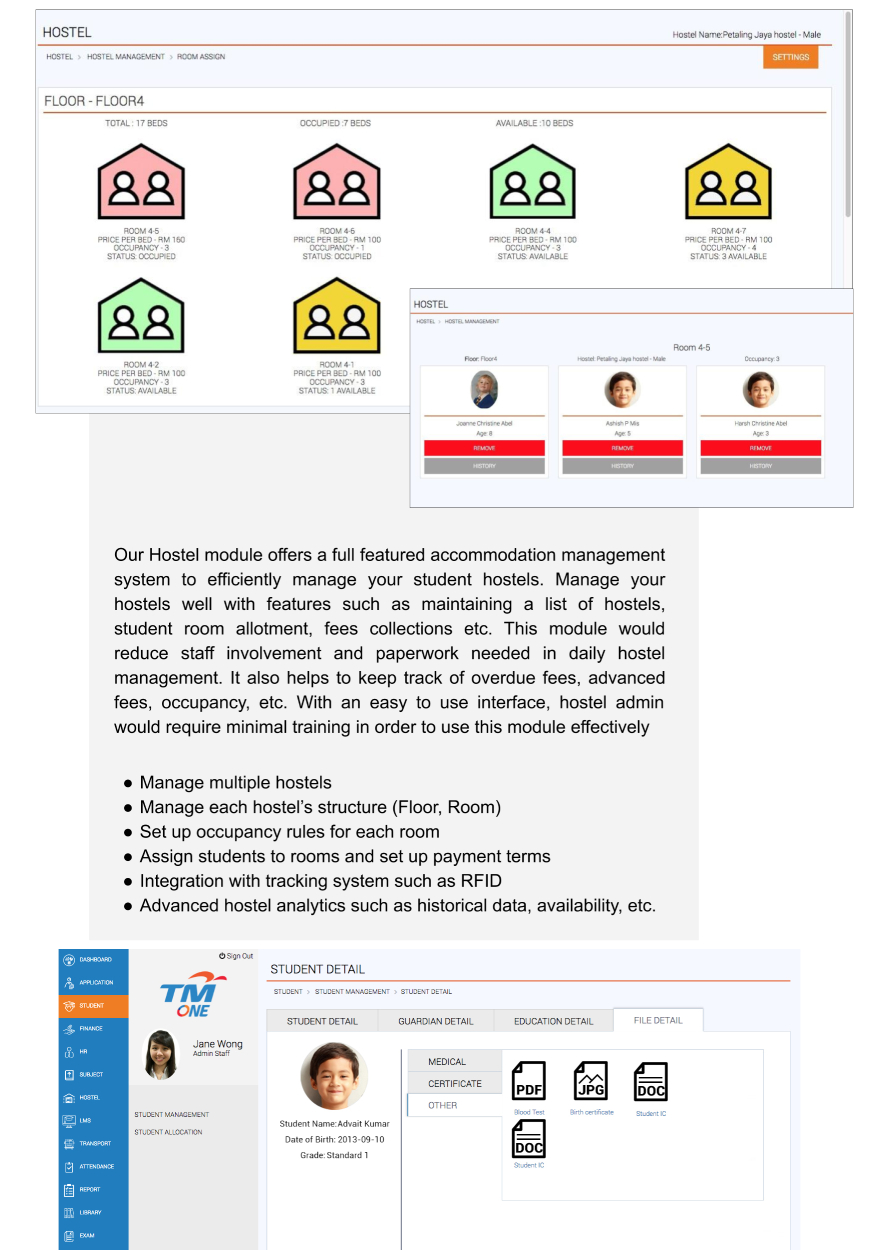 HOSTEL
Hostel Name:Petaling Jaya hostel - Male
HOSTEL > HOSTEL MANAGEMENT > ROOM ASSIGN
SETTINGS
FLOOR - FLOOR4
TOTAL : 17 BEDS
OCCUPIED :7 BEDS
AVAILABLE :10 BEDS
ROOM 4-5
PRICE PER BED - RM 160
OCCUPANCY - 3
STATUS: OCCUPIED
ROOM 4-6
PRICE PER BED - RM 100
OCCUPANCY - 1
STATUS: OCCUPIED
ROOM 4-4
PRICE PER BED - RM 100
OCCUPANCY - 3
STATUS: AVAILABLE
ROOM 4-7
PRICE PER BED - RM 100
OCCUPANCY - 4
STATUS: 3 AVAILABLE
ROOM 4-2
PRICE PER BED - RM 100
OCCUPANCY - 3
STATUS: AVAILABLE
ROOM 4-1
PRICE PER BED - RM 100
OCCUPANCY - 3
STATUS: 1 AVAILABLE
HOSTEL
HOSTEL > HOSTEL MANAGEMENT
Room 4-5
Floor: Floor4
Hostel: Petaling Jaya hostel - Male
Occupancy: 3
Joanne Christine Abel
Age: 8
REMOVE
HISTORY
Ashish P Mis
Age: 5
REMOVE
HISTORY
Harsh Christine Abel
Age: 3
REMOVE
HISTORY
Our Hostel module offers a full featured accommodation management
system to efficiently manage your student hostels. Manage your
hostels well with features such as maintaining a list of hostels,
student room allotment, fees collections etc. This module would
reduce staff involvement and paperwork needed in daily hostel
management. It also helps to keep track of overdue fees, advanced
fees, occupancy, etc. With an easy to use interface, hostel admin
would require minimal training in order to use this module effectively
● Manage multiple hostels
● Manage each hostel's structure (Floor, Room)
● Set up occupancy rules for each room
● Assign students to rooms and set up payment terms
● Integration with tracking system such as RFID
● Advanced hostel analytics such as historical data, availability, etc.
DASHBOARD
APPLICATION
STUDENT
FINANCE
HR
SUBJECT
HOSTEL
LMS
TRANSPORT
ATTENDANCE
REPORT
LIBRARY
EXAM
Sign Out
TM
ONE
Jane Wong
Admin Staff
STUDENT MANAGEMENT
STUDENT ALLOCATION
STUDENT DETAIL
STUDENT > STUDENT MANAGEMENT > STUDENT DETAIL
STUDENT DETAIL
GUARDIAN DETAIL
EDUCATION DETAIL
FILE DETAIL
Student Name: Advait Kumar
Date of Birth: 2013-09-10
Grade: Standard 1
MEDICAL
CERTIFICATE
OTHER
PDF
Blood Test
JPG
Birth certificate
DOC
Student IC
DOC
Student IC